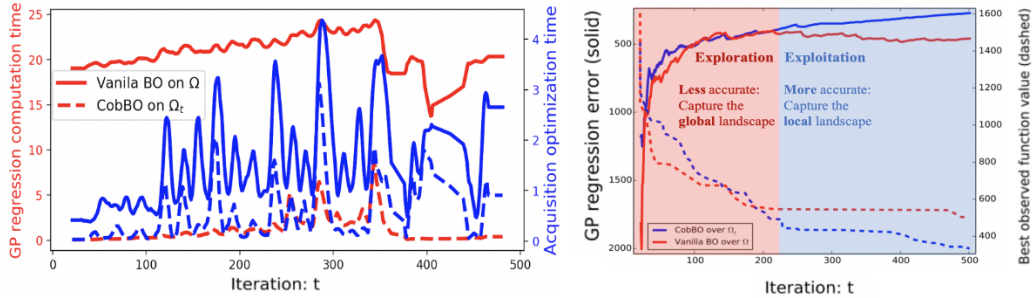 25
20
15
10
5
0
GP regression computation time
Vanila BO on Ω
CobBO on Ωt
4
3
2
1
0
Acquisition optimization time
0
100
200
300
400
500
Iteration: t
500
1000
1500
2000
GP regression error (solid)
Exploration
Less accurate:
Capture the
global landscape
Exploitation
More accurate:
Capture the
local landscape
CobBO over Ωt
Vanilla BO over Ω
1600
1400
1200
1000
800
600
400
Best observed function value (dashed)
100
200
300
400
500
Iteration: t